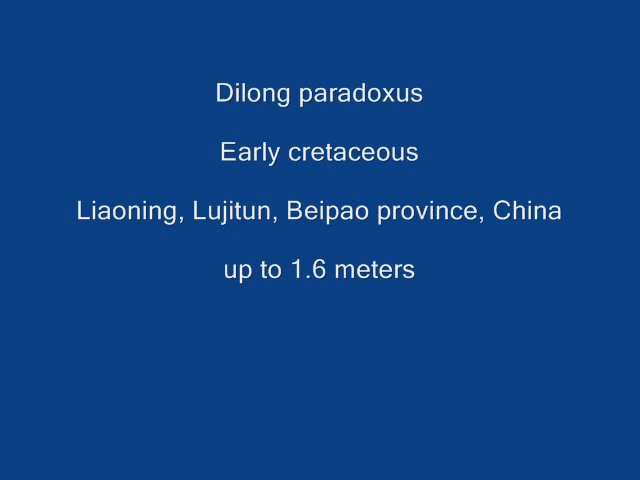 Dilong paradoxus
Early cretaceous
Liaoning, Lujitun, Beipao province, China
up to 1.6 meters